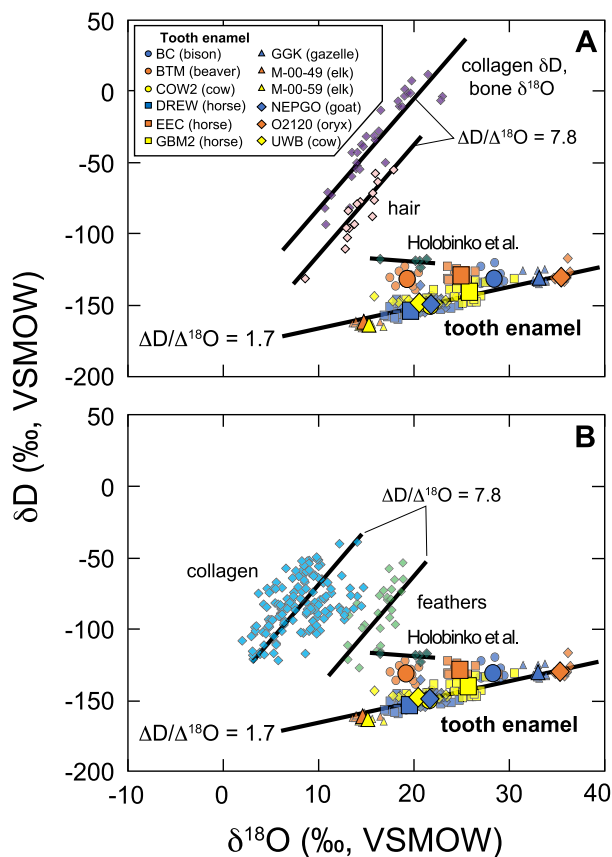 A
Tooth enamel
BC (bison)
BTM (beaver)
COW2 (cow)
DREW (horse)
EEC (horse)
GBM2 (horse)
GGK (gazelle)
M-00-49 (elk)
M-00-59 (elk)
NEPGO (goat)
O2120 (oryx)
UWB (cow)
collagen δD,
bone δ¹⁸O
ΔD/Δ¹⁸O = 7.8
hair
Holobinko et al.
tooth enamel
ΔD/Δ¹⁸O = 1.7
50
0
-50
-100
-150
-200
δD (‰, VSMOW)
B
50
0
-50
-100
-150
-200
ΔD/Δ¹⁸O = 7.8
collagen
feathers
Holobinko et al.
tooth enamel
ΔD/Δ¹⁸O = 1.7
-10
0
10
20
30
40
δ¹⁸O (‰, VSMOW)